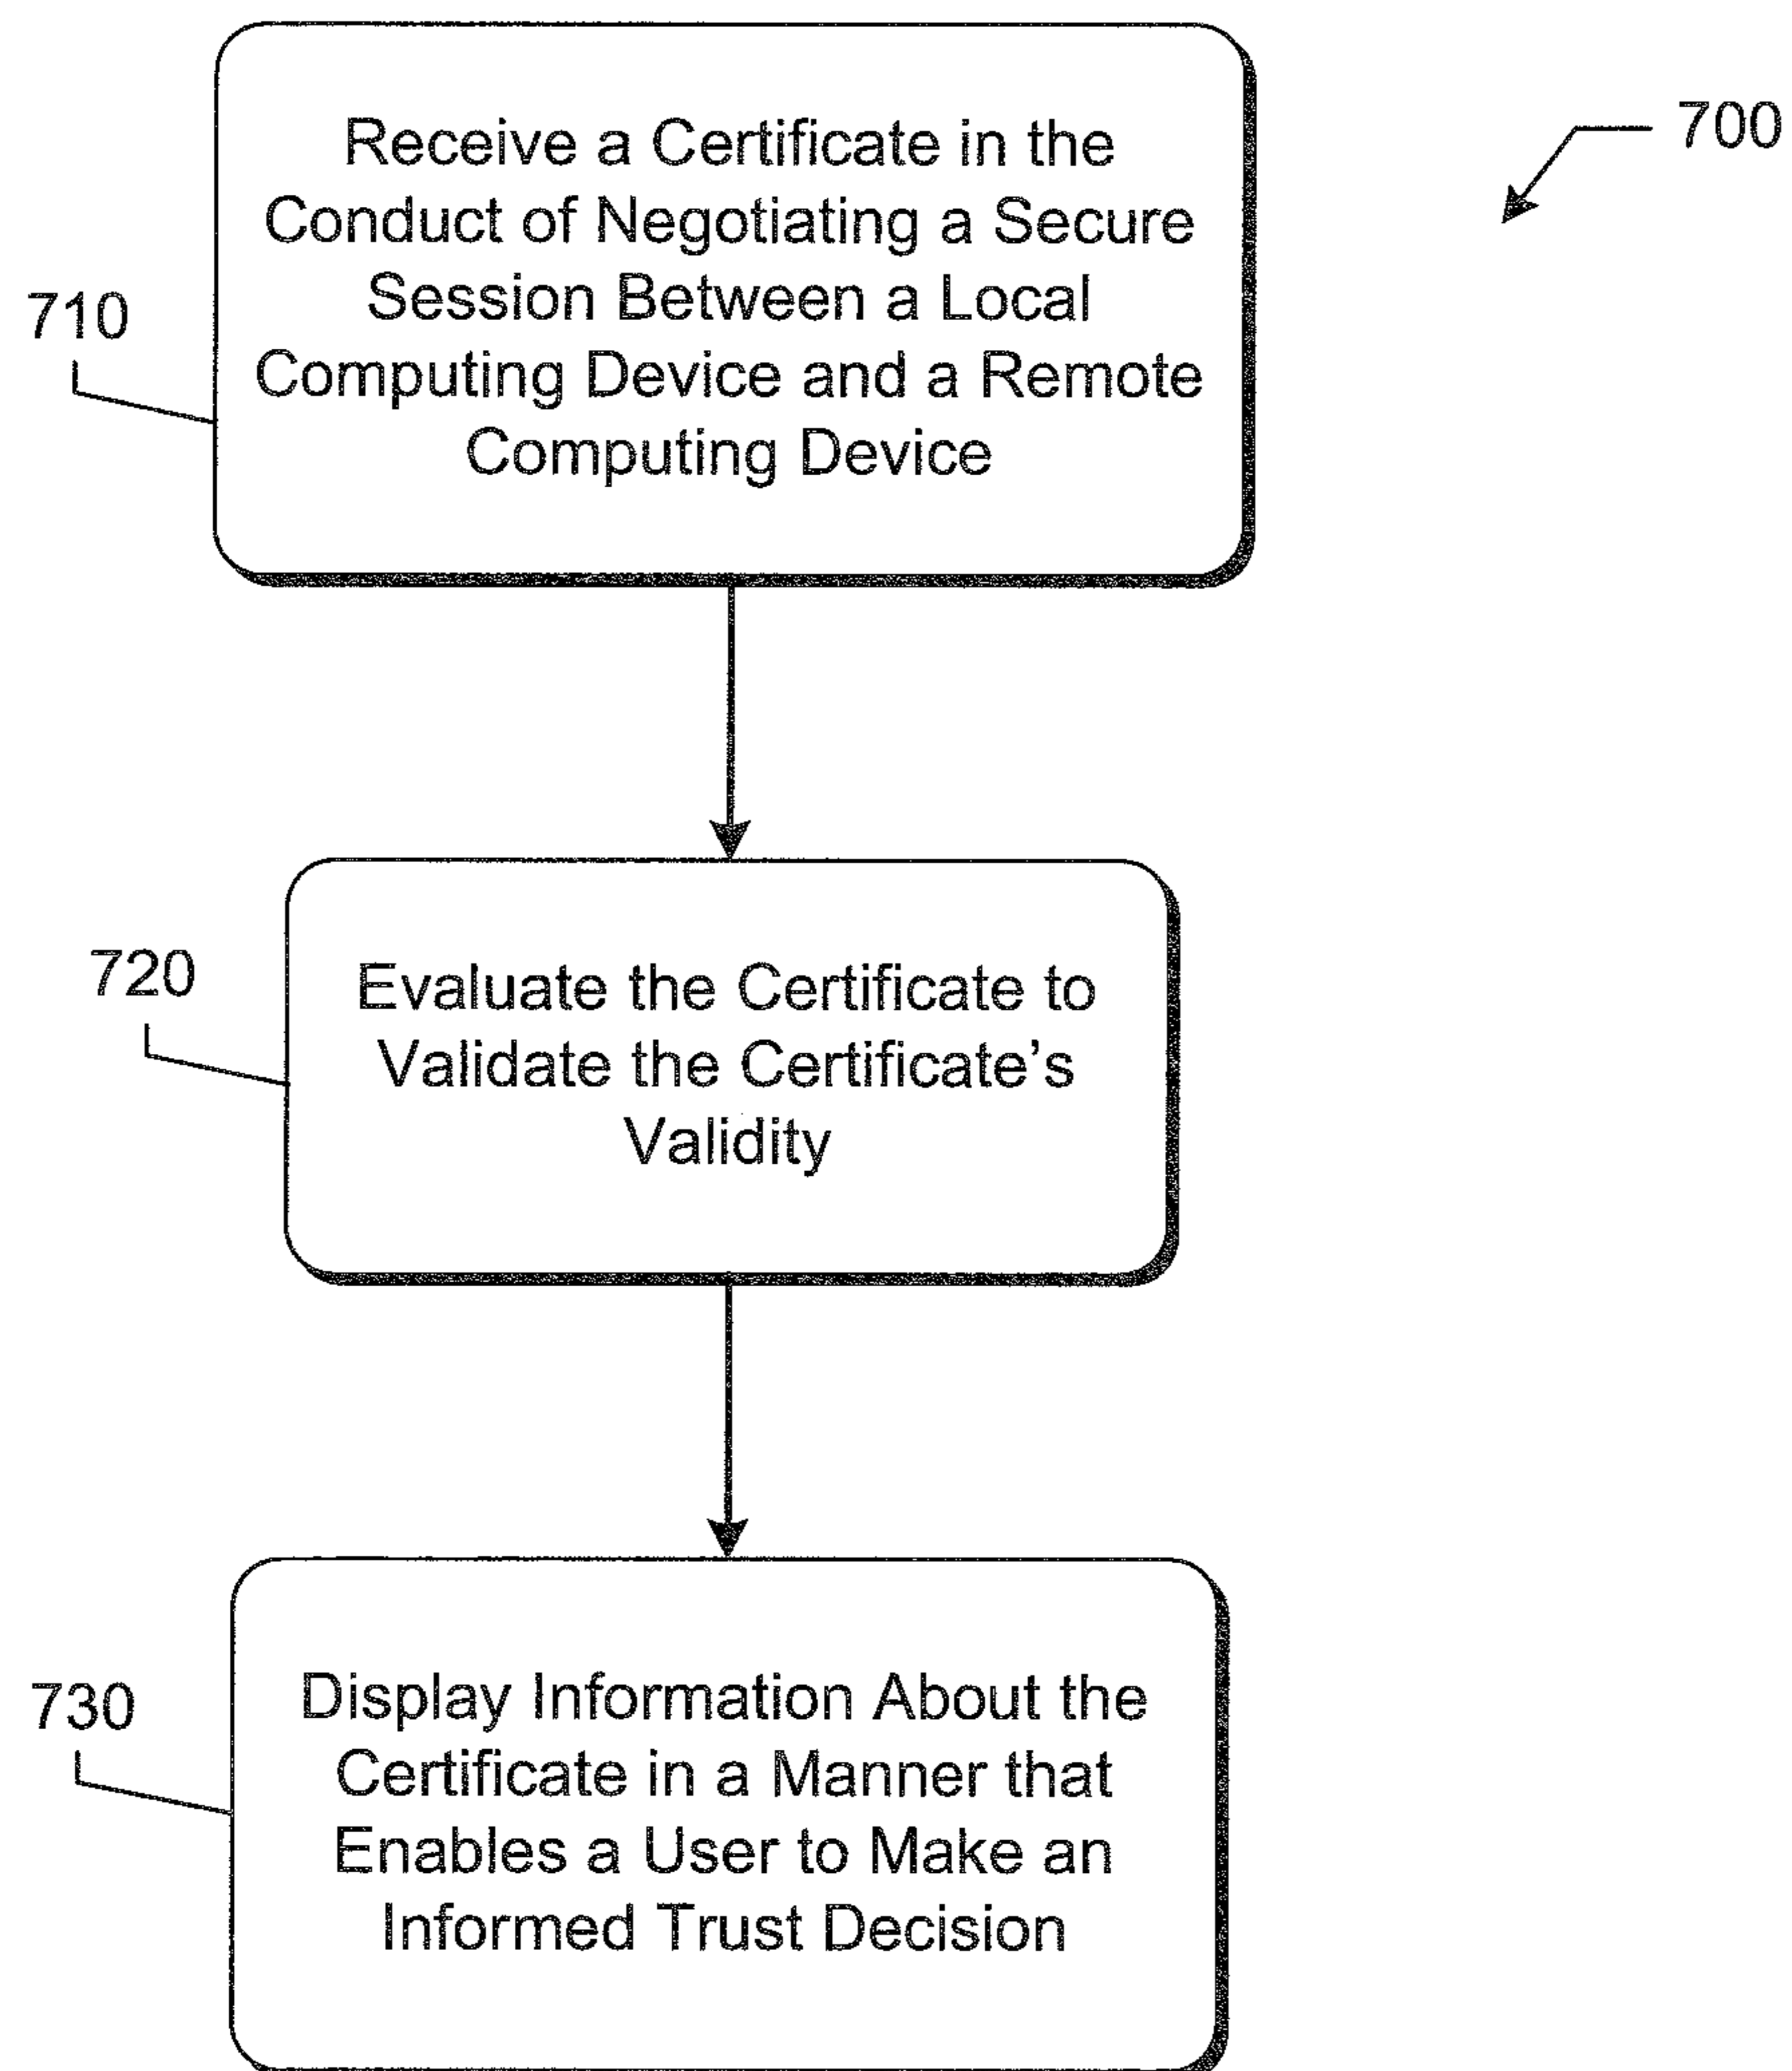 700
Receive a Certificate in the
Conduct of Negotiating a Secure
Session Between a Local
Computing Device and a Remote
Computing Device
710
720
Evaluate the Certificate to
Validate the Certificate's
Validity
730
Display Information About the
Certificate in a Manner that
Enables a User to Make an
Informed Trust Decision